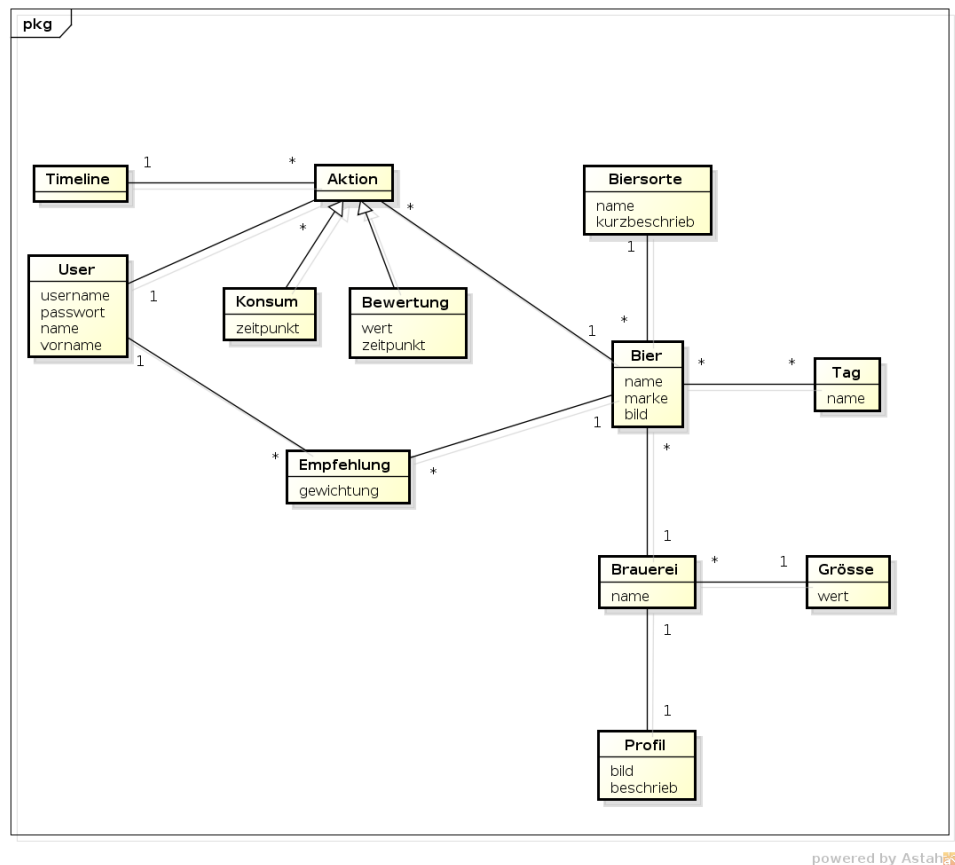 pkg
1
*
Timeline
Aktion
Biersorte
name
kurzbeschrieb
*
*
1
User
username
passwort
name
vorname
1
Konsum
zeitpunkt
Bewertung
wert
zeitpunkt
*
1
1
Bier
name
marke
bild
*
*
Tag
name
1
*
Empfehlung
gewichtung
1
*
*
1
Brauerei
name
*
1
Grösse
wert
1
1
Profil
bild
beschrieb
powered by Astah